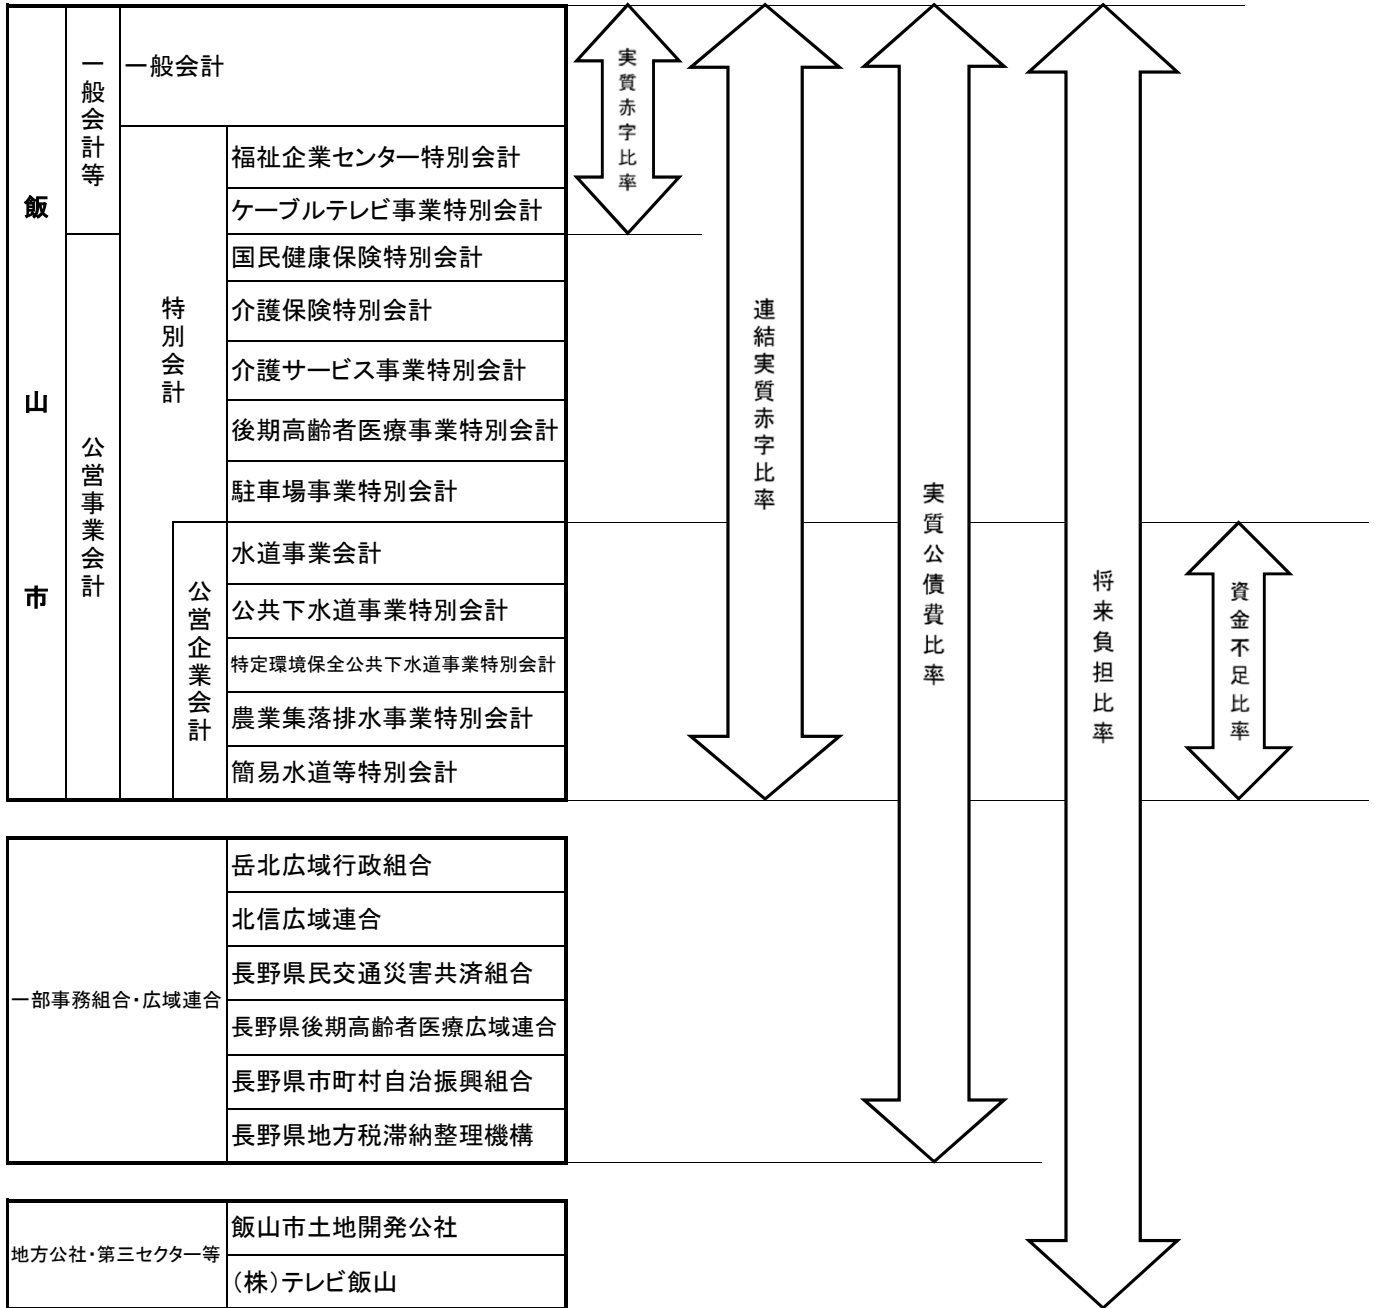 飯山市
一般会計等
一般会計
特別会計
福祉企業センター特別会計
ケーブルテレビ事業特別会計
公営事業会計
国民健康保険特別会計
介護保険特別会計
介護サービス事業特別会計
後期高齢者医療事業特別会計
駐車場事業特別会計
公営企業会計
水道事業会計
公共下水道事業特別会計
特定環境保全公共下水道事業特別会計
農業集落排水事業特別会計
簡易水道等特別会計
実質赤字比率
連結実質赤字比率
実質公債費比率
将来負担比率
資金不足比率
一部事務組合・広域連合
岳北広域行政組合
北信広域連合
長野県民交通災害共済組合
長野県後期高齢者医療広域連合
長野県市町村自治振興組合
長野県地方税滞納整理機構
地方公社・第三セクター等
飯山市土地開発公社
（株）テレビ飯山